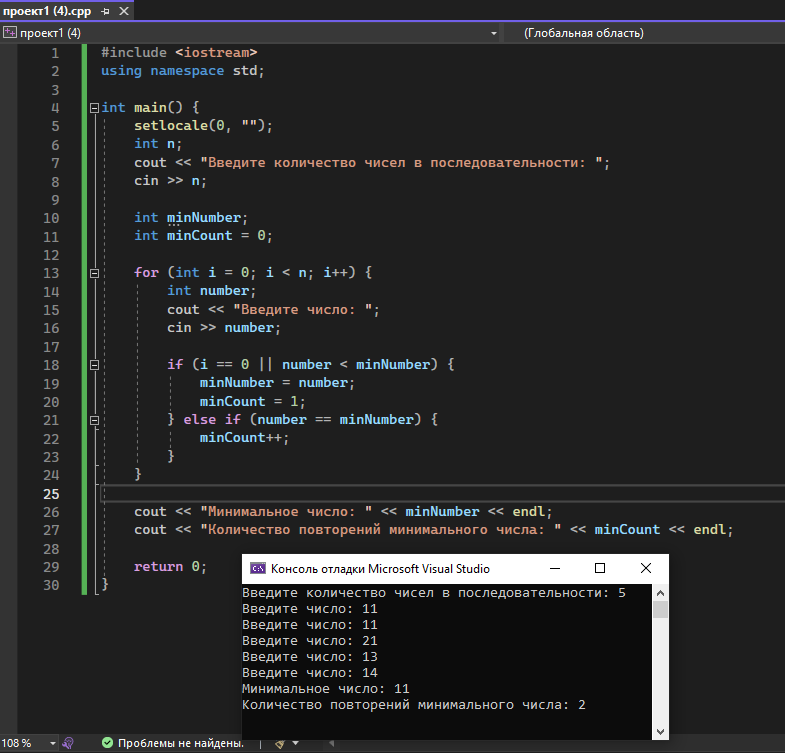 проект1 (4).cpp
проект1 (4) (Глобальная область)
1 #include <iostream>
2 using namespace std;
3
4 int main() {
5 setlocale(0, "");
6 int n;
7 cout << "Введите количество чисел в последовательности: ";
8 cin >> n;
9
10 int minNumber;
11 int minCount = 0;
12
13 for (int i = 0; i < n; i++) {
14 int number;
15 cout << "Введите число: ";
16 cin >> number;
17
18 if (i == 0 || number < minNumber) {
19 minNumber = number;
20 minCount = 1;
21 } else if (number == minNumber) {
22 minCount++;
23 }
24 }
25
26 cout << "Минимальное число: " << minNumber << endl;
27 cout << "Количество повторений минимального числа: " << minCount << endl;
28
29 return 0;
30 }
Консоль отладки Microsoft Visual Studio
Введите количество чисел в последовательности: 5
Введите число: 11
Введите число: 11
Введите число: 21
Введите число: 13
Введите число: 14
Минимальное число: 11
Количество повторений минимального числа: 2
108 % Проблемы не найдены.